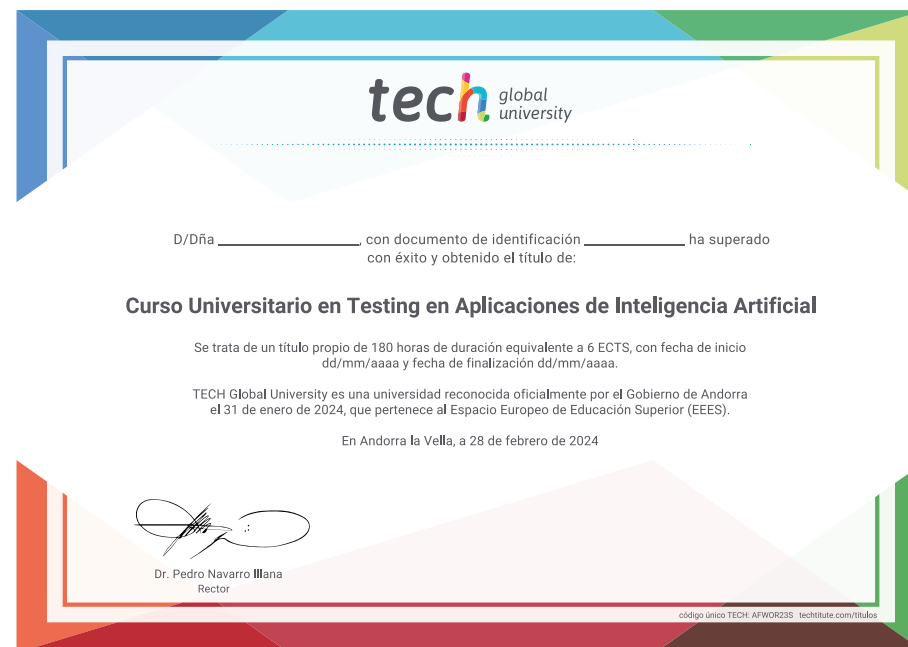 tech global university
D/Dña ____________, con documento de identificación ____________ ha superado
con éxito y obtenido el título de:
Curso Universitario en Testing en Aplicaciones de Inteligencia Artificial
Se trata de un título propio de 180 horas de duración equivalente a 6 ECTS, con fecha de inicio
dd/mm/aaaa y fecha de finalización dd/mm/aaaa.
TECH Global University es una universidad reconocida oficialmente por el Gobierno de Andorra
el 31 de enero de 2024, que pertenece al Espacio Europeo de Educación Superior (EEES).
En Andorra la Vella, a 28 de febrero de 2024
Dr. Pedro Navarro Illana
Rector
código único TECH: AFWOR23S techtitute.com/titulos